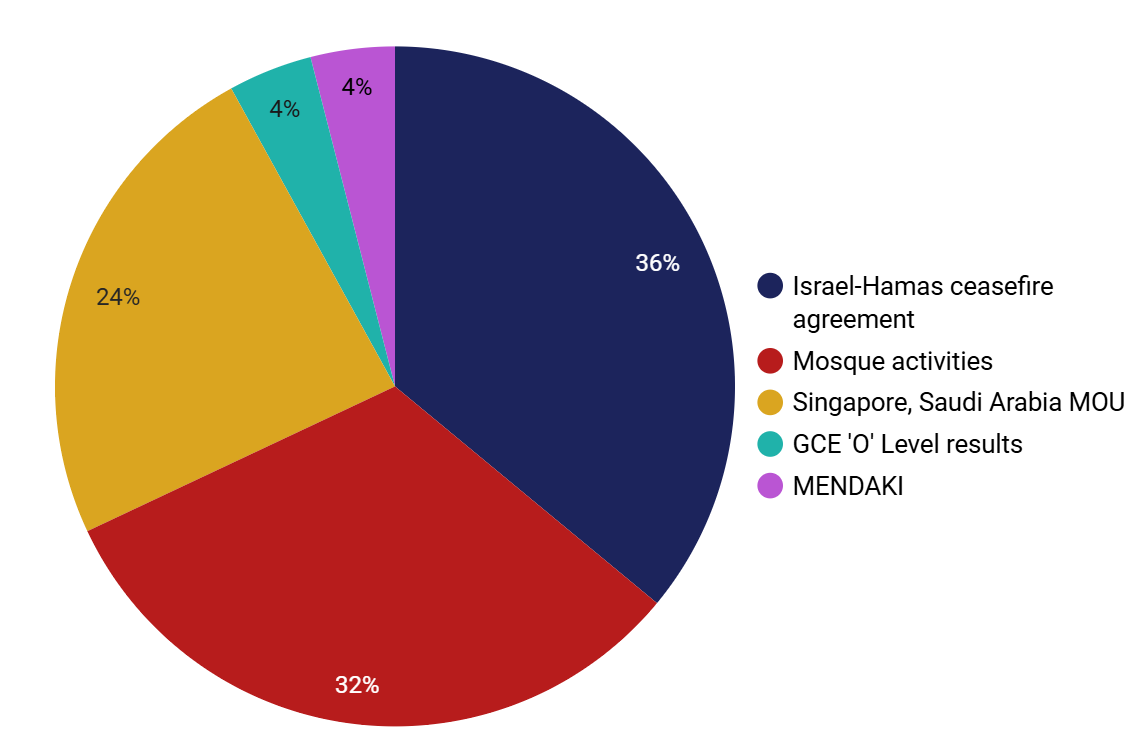 4%
4%
36%
24%
32%
Israel-Hamas ceasefire
agreement
Mosque activities
Singapore, Saudi Arabia MOU
GCE 'O' Level results
MENDAKI